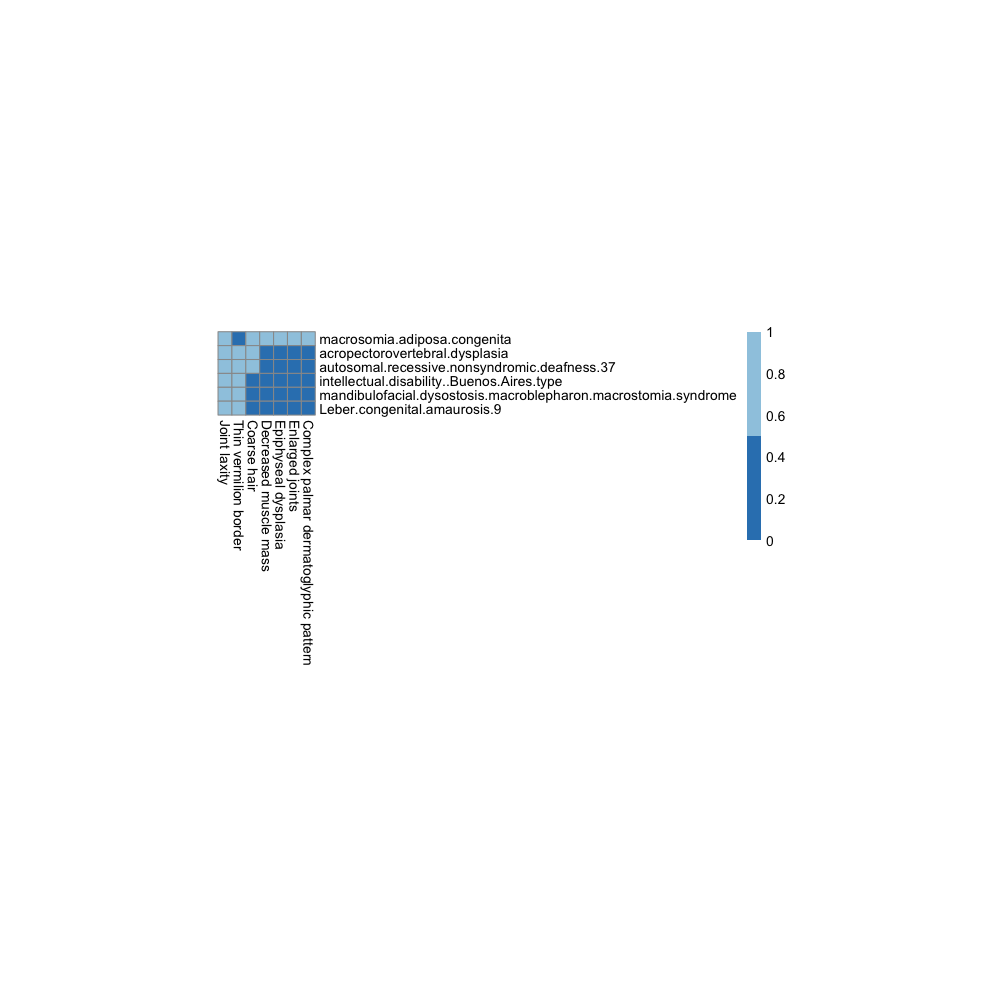 macrosomia.adiposa.congenita
acropectorovertebral.dysplasia
autosomal.recessive.nonsyndromic.deafness.37
intellectual.disability..Buenos.Aires.type
mandibulofacial.dysostosis.macroblepharon.macrostomia.syndrome
Leber.congenital.amaurosis.9
Joint laxity
Thin vermilion border
Coarse hair
Decreased muscle mass
Epiphyseal dysplasia
Enlarged joints
Complex palmar dermatoglyphic pattern
1
0.8
0.6
0.4
0.2
0